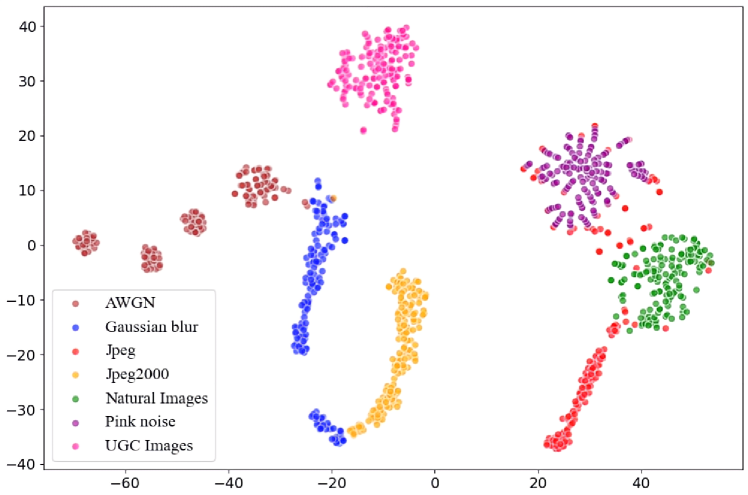 40
30
20
10
0
−10
−20
−30
−40
AWGN
Gaussian blur
Jpeg
Jpeg2000
Natural Images
Pink noise
UGC Images
−60
−40
−20
0
20
40